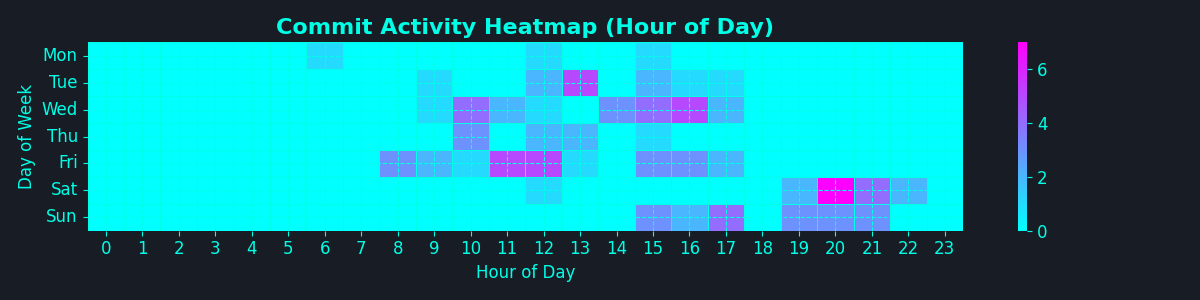 Commit Activity Heatmap (Hour of Day)
Day of Week
Mon
Tue
Wed
Thu
Fri
Sat
Sun
0 1 2 3 4 5 6 7 8 9 10 11 12 13 14 15 16 17 18 19 20 21 22 23
Hour of Day
6
4
2
0